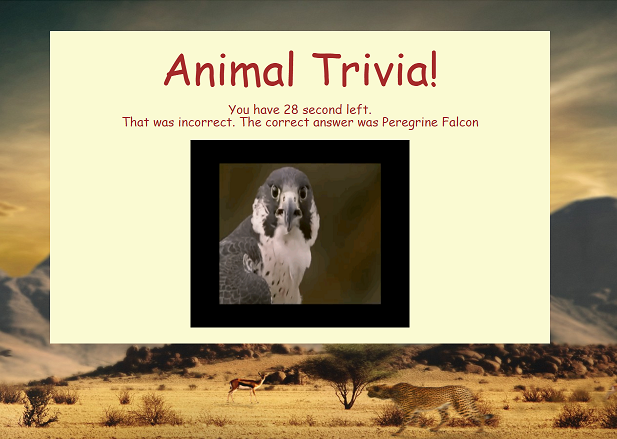 Animal Trivia!
You have 28 second left.
That was incorrect. The correct answer was Peregrine Falcon